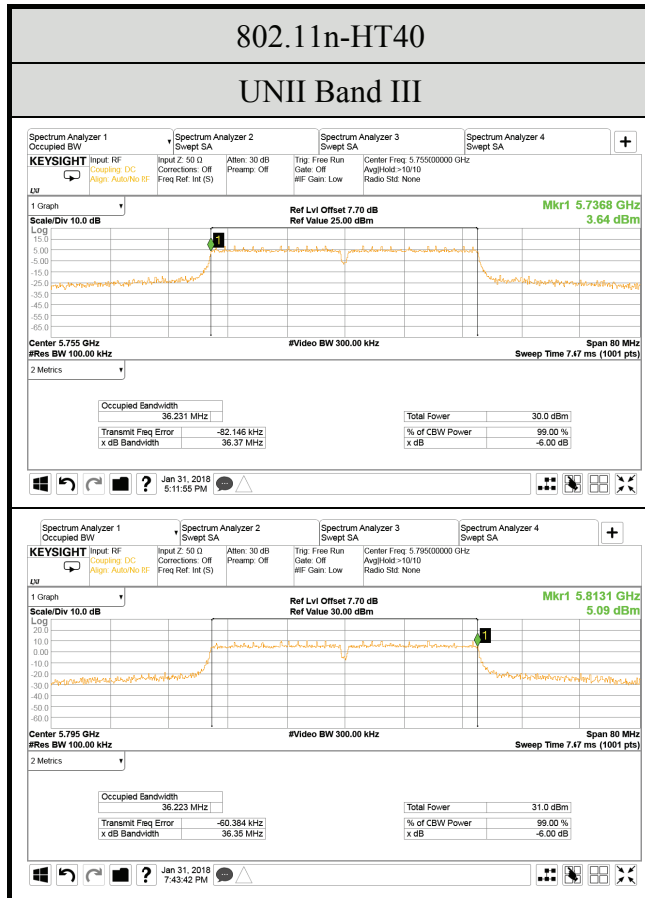 802.11n-HT40
UNII Band III
Spectrum Analyzer 1 Spectrum Analyzer 2 Spectrum Analyzer 3 Spectrum Analyzer 4
Occupied BW Swept SA Swept SA Swept SA +
KEYSIGHT Input: RF Input Z: 50 Ω Atten: 30 dB Trig: Free Run Center Freq: 5.755000000 GHz
Coupling: DC Corrections: Off Preamp: Off Gate: Off Avg|Hold:>10/10
Align: Auto/No RF Freq Ref: Int (S) #IF Gain: Low Radio Std: None
LXI
1 Graph Ref Lvl Offset 7.70 dB Mkr1 5.7368 GHz
Scale/Div 10.0 dB Ref Value 25.00 dBm 3.64 dBm
Log
1
15.0
5.00
-5.00
-15.0
-25.0
-35.0
-45.0
-55.0
-65.0
Center 5.755 GHz #Video BW 300.00 kHz Span 80 MHz
#Res BW 100.00 kHz Sweep Time 7.67 ms (1001 pts)
2 Metrics
Occupied Bandwidth
36.231 MHz Total Power 30.0 dBm
Transmit Freq Error -82.146 kHz % of CBW Power 99.00 %
x dB Bandwidth 36.37 MHz x dB -6.00 dB
? Jan 31, 2018
5:11:55 PM
Spectrum Analyzer 1 Spectrum Analyzer 2 Spectrum Analyzer 3 Spectrum Analyzer 4
Occupied BW Swept SA Swept SA Swept SA +
KEYSIGHT Input: RF Input Z: 50 Ω Atten: 30 dB Trig: Free Run Center Freq: 5.795000000 GHz
Coupling: DC Corrections: Off Preamp: Off Gate: Off Avg|Hold:>10/10
Align: Auto/No RF Freq Ref: Int (S) #IF Gain: Low Radio Std: None
LXI
1 Graph Ref Lvl Offset 7.70 dB Mkr1 5.8131 GHz
Scale/Div 10.0 dB Ref Value 30.00 dBm 5.09 dBm
Log
20.0
1
10.0
0.00
-10.0
-20.0
-30.0
-40.0
-50.0
-60.0
Center 5.795 GHz #Video BW 300.00 kHz Span 80 MHz
#Res BW 100.00 kHz Sweep Time 7.67 ms (1001 pts)
2 Metrics
Occupied Bandwidth
36.223 MHz Total Power 31.0 dBm
Transmit Freq Error -60.384 kHz % of CBW Power 99.00 %
x dB Bandwidth 36.35 MHz x dB -6.00 dB
? Jan 31, 2018
7:43:42 PM